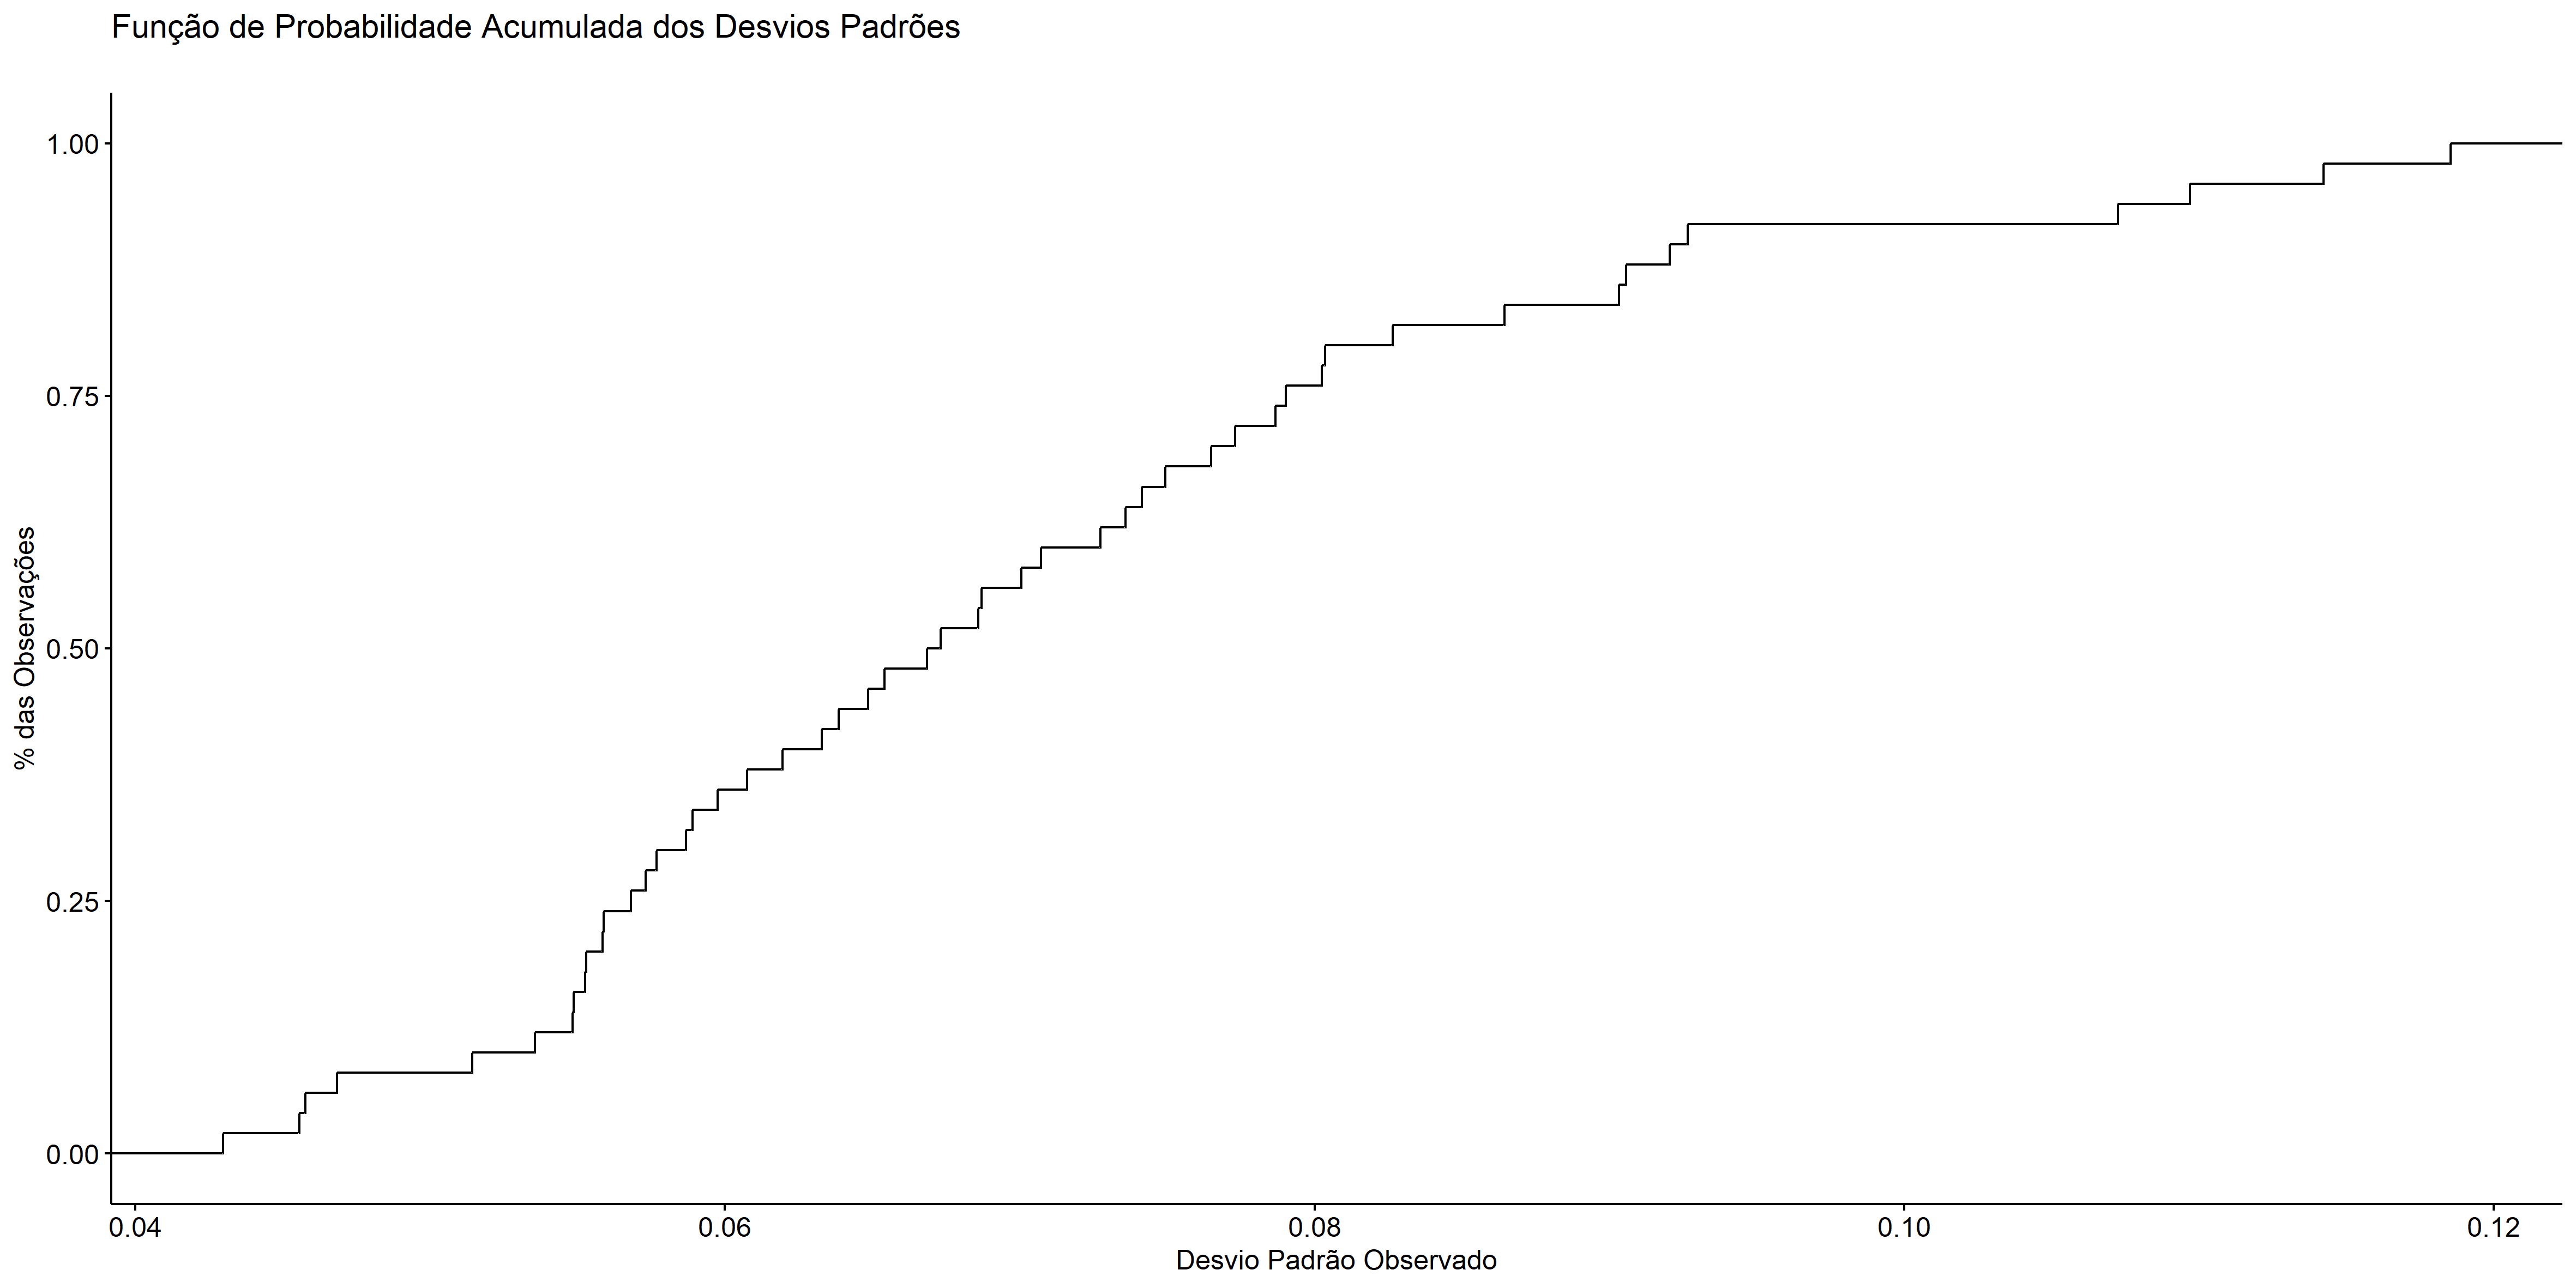 Função de Probabilidade Acumulada dos Desvios Padrões
1.00
0.75
0.50
0.25
0.00
% das Observações
0.04 0.06 0.08 0.10 0.12
Desvio Padrão Observado